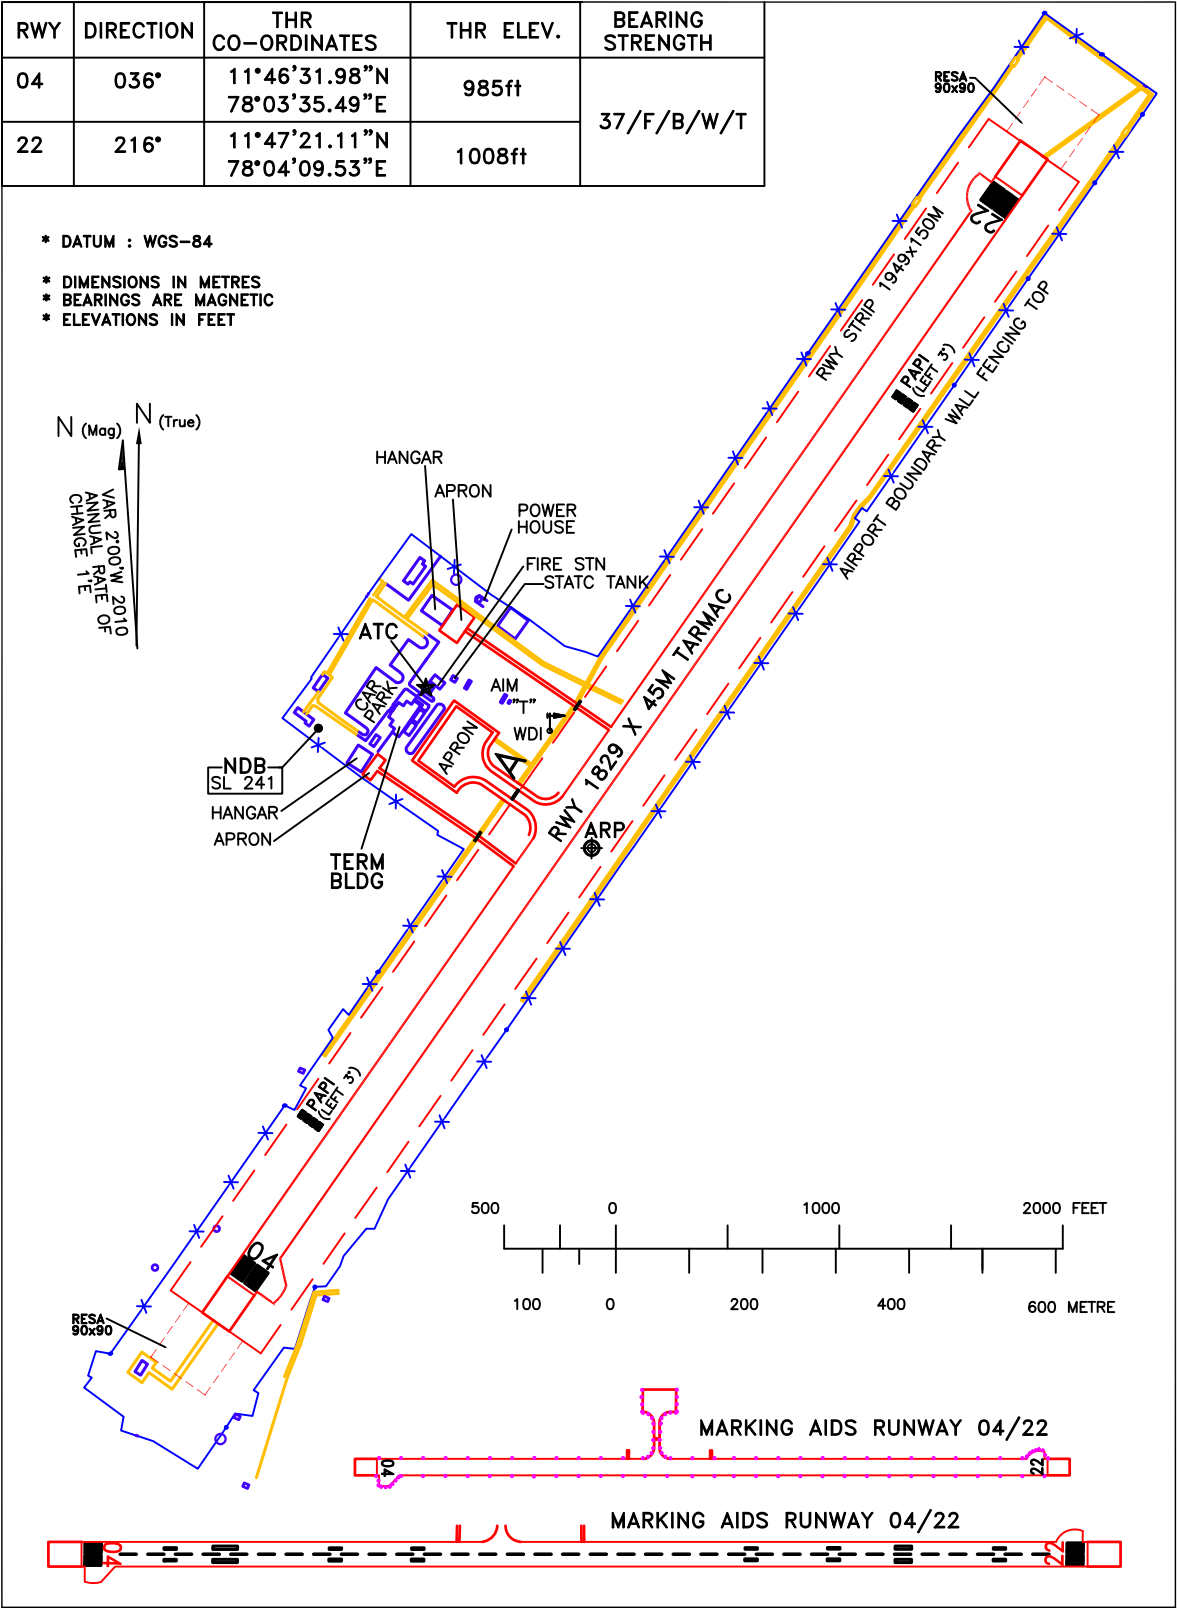 RWY DIRECTION THR CO-ORDINATES THR ELEV. BEARING STRENGTH
04 036° 11°46'31.98"N 78°03'35.49"E 985ft 37/F/B/W/T
22 216° 11°47'21.11"N 78°04'09.53"E 1008ft
* DATUM : WGS-84
* DIMENSIONS IN METRES
* BEARINGS ARE MAGNETIC
* ELEVATIONS IN FEET
N (Mag)
N (True)
VAR 2°00'W 2010
ANNUAL RATE OF
CHANGE 1'E
RESA
90x90
22
RWY STRIP 1949x150M
PAPI
(LEFT 3°)
AIRPORT BOUNDARY WALL FENCING TOP
HANGAR
APRON
POWER
HOUSE
FIRE STN
STATC TANK
ATC
CAR
PARK
AIM
"T"
WDI
APRON
A
NDB
SL 241
HANGAR
APRON
TERM
BLDG
RWY 1829 X 45M TARMAC
ARP
PAPI
(LEFT 3°)
04
RESA
90x90
500 0 1000 2000 FEET
100 0 200 400 600 METRE
MARKING AIDS RUNWAY 04/22
04
22
MARKING AIDS RUNWAY 04/22
04
22